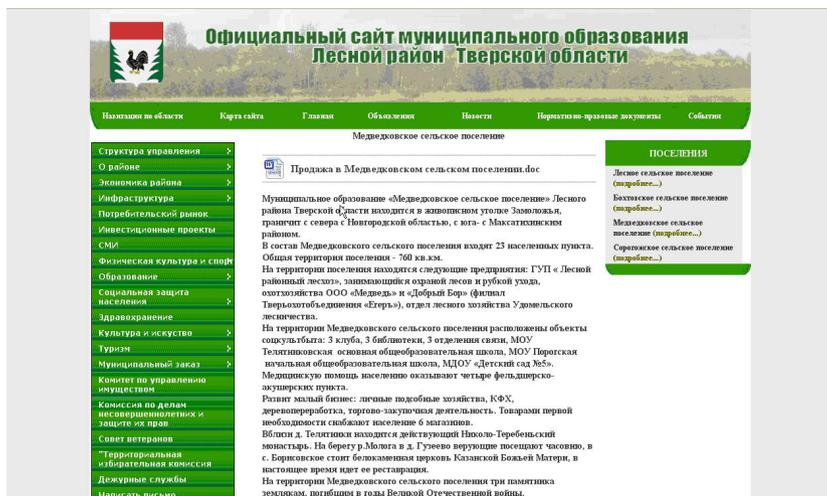 Официальный сайт муниципального образования
Лесной район Тверской области
Навигация по области
Карта сайта
Главная
Объявления
Новости
Нормативно-правовые документы
События
Структура управления
О районе
Экономика района
Инфраструктура
Потребительский рынок
Инвестиционные проекты
СМИ
Физическая культура и спорт
Образование
Социальная защита
населения
Здравохранение
Культура и искуство
Туризм
Муниципальный заказ
Комитет по управлению
имуществом
Комиссия по делам
несовершеннолетних и
защите их прав
Совет ветеранов
"Территориальная
избирательная комиссия
Дежурные службы
Написать письмо
Медведковское сельское поселение
Продажа в Медведковском сельском поселении.doc
Муниципальное образование «Медведковское сельское поселение» Лесного
района Тверской области находится в живописном уголке Замоложья,
граничит с севера с Новгородской областью, с юга- с Максатихинским
районом.
В состав Медведковского сельского поселения входят 23 населенных пункта.
Общая территория поселения - 760 кв.км.
На территории поселения находятся следующие предприятия: ГУП « Лесной
районный лесхоз», занимающийся охраной лесов и рубкой ухода,
охотхозяйства ООО «Медведь» и «Добрый Бор» (филиал
Тверьохотобъединения «Егерь»), отдел лесного хозяйства Удомельского
лесничества.
На территории Медведковского сельского поселения расположены объекты
соцкультбыта: 3 клуба, 3 библиотеки, 3 отделения связи, МОУ
Телятниковская основная общеобразовательная школа, МОУ Порогская
начальная общеобразовательная школа, МДОУ «Детский сад №5».
Медицинскую помощь населению оказывают четыре фельдшерско-
акушерских пункта.
Развит малый бизнес: личные подсобные хозяйства, КФХ,
деревопереработка, торгово-закупочная деятельность. Товарами первой
необходимости снабжают население 6 магазинов.
Вблизи д. Телятники находится действующий Николо-Теребеньский
монастырь. На берегу р.Молога в д. Гузеево верующие посещают часовню, в
с. Борисовское стоит белокаменная церковь Казанской Божьей Матери, в
настоящее время идет ее реставрация.
На территории Медведковского сельского поселения три памятника
землякам, погибшим в годы Великой Отечественной войны.
ПОСЕЛЕНИЯ
Лесное сельское поселение
(подробнее...)
Бохтовское сельское поселение
(подробнее...)
Медведковское сельское
поселение (подробнее...)
Сорогожское сельское поселение
(подробнее...)